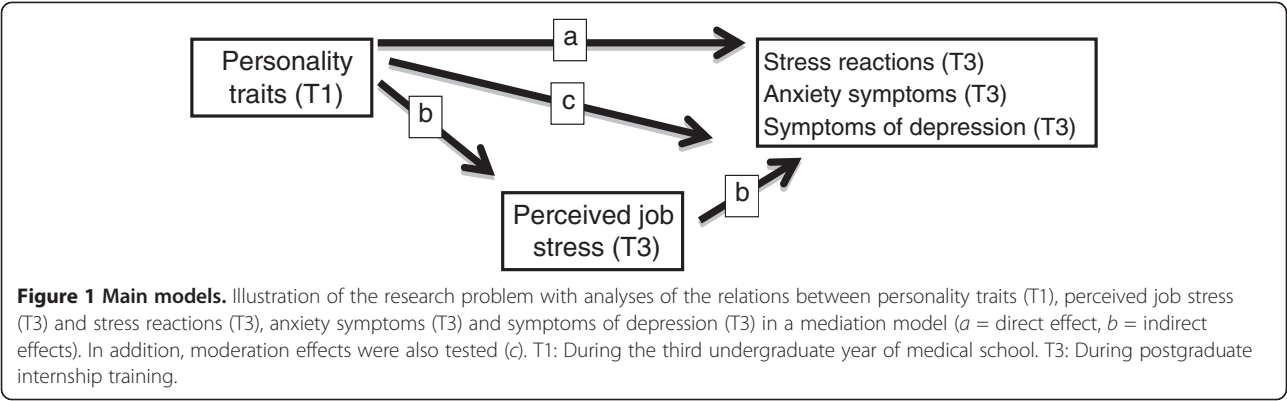 a
Personality
traits (T1)
Stress reactions (T3)
Anxiety symptoms (T3)
Symptoms of depression (T3)
c
b
b
Perceived job
stress (T3)
Figure 1 Main models. Illustration of the research problem with analyses of the relations between personality traits (T1), perceived job stress
(T3) and stress reactions (T3), anxiety symptoms (T3) and symptoms of depression (T3) in a mediation model (a = direct effect, b = indirect
effects). In addition, moderation effects were also tested (c). T1: During the third undergraduate year of medical school. T3: During postgraduate
internship training.